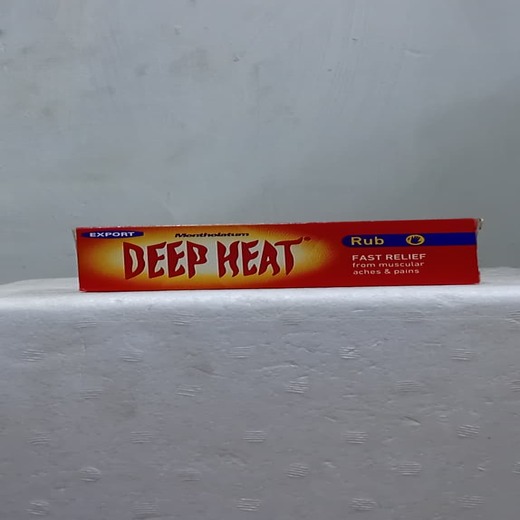 EXPORT
Mentholatum
DEEP HEAT®
Rub
FAST RELIEF
from muscular
aches & pains